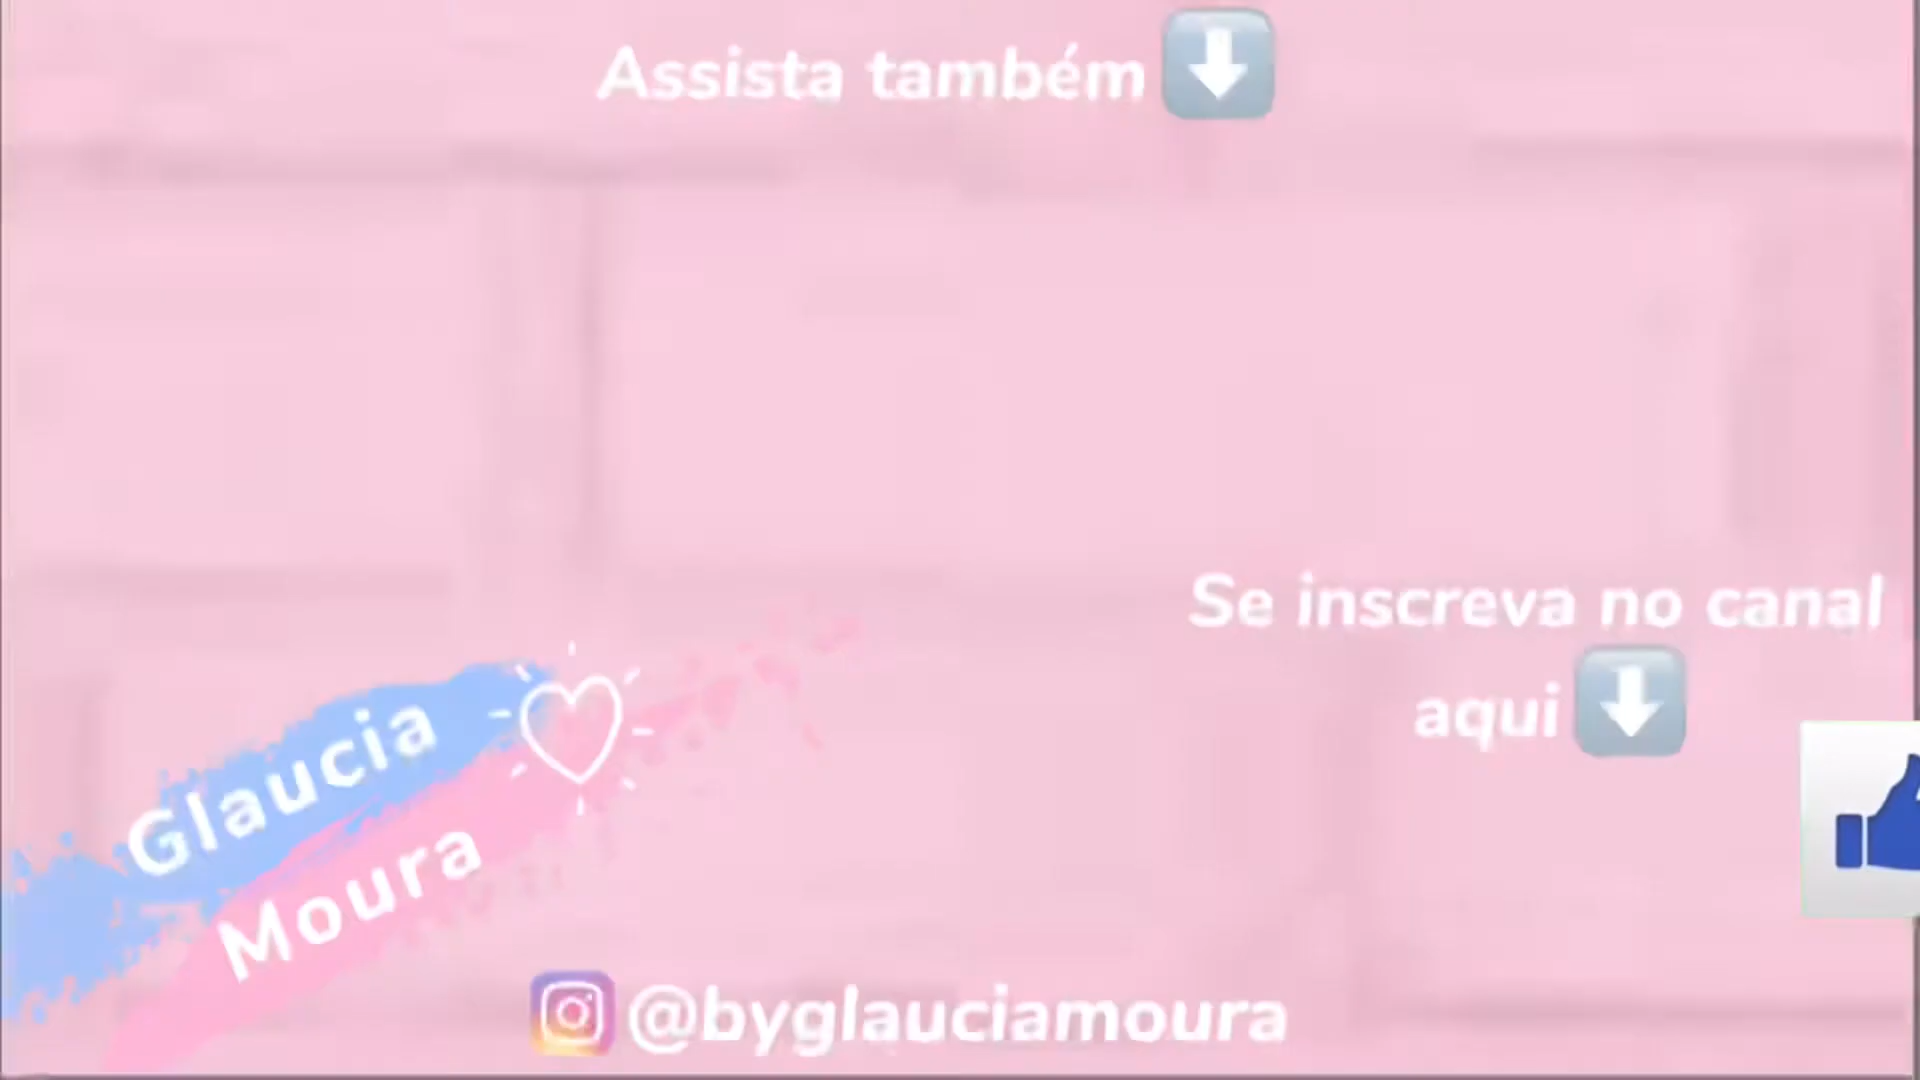 Assista também
Se inscreva no canal
aqui
Glaucia
Moura
@byglauciamoura